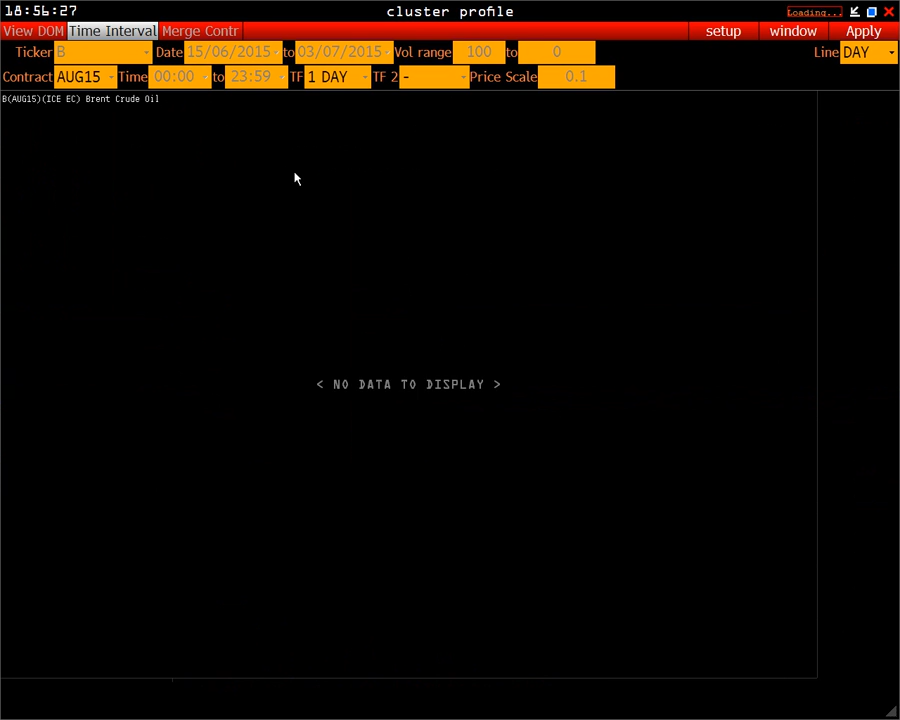 18:56:27 cluster profile Loading...
View DOM Time Interval Merge Contr setup window Apply
Ticker B Date 15/06/2015 to 03/07/2015 Vol range 100 to 0 Line DAY
Contract AUG15 Time 00:00 to 23:59 TF 1 DAY TF 2 - Price Scale 0.1
B(AUG15)(ICE EC) Brent Crude Oil
< NO DATA TO DISPLAY >